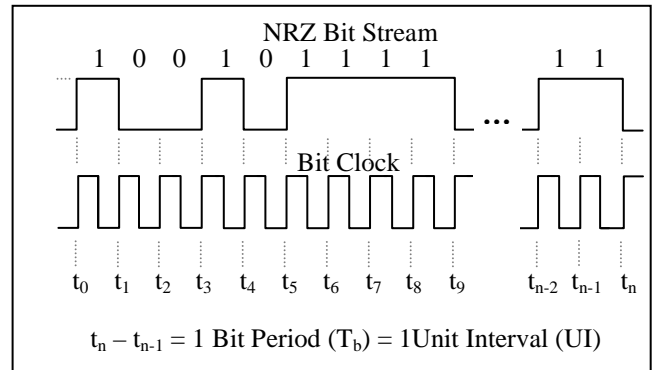 NRZ Bit Stream
1 0 0 1 0 1 1 1 1 1 1
...
Bit Clock
t0 t1 t2 t3 t4 t5 t6 t7 t8 t9 tn-2 tn-1 tn
tn – tn-1 = 1 Bit Period (Tb) = 1Unit Interval (UI)